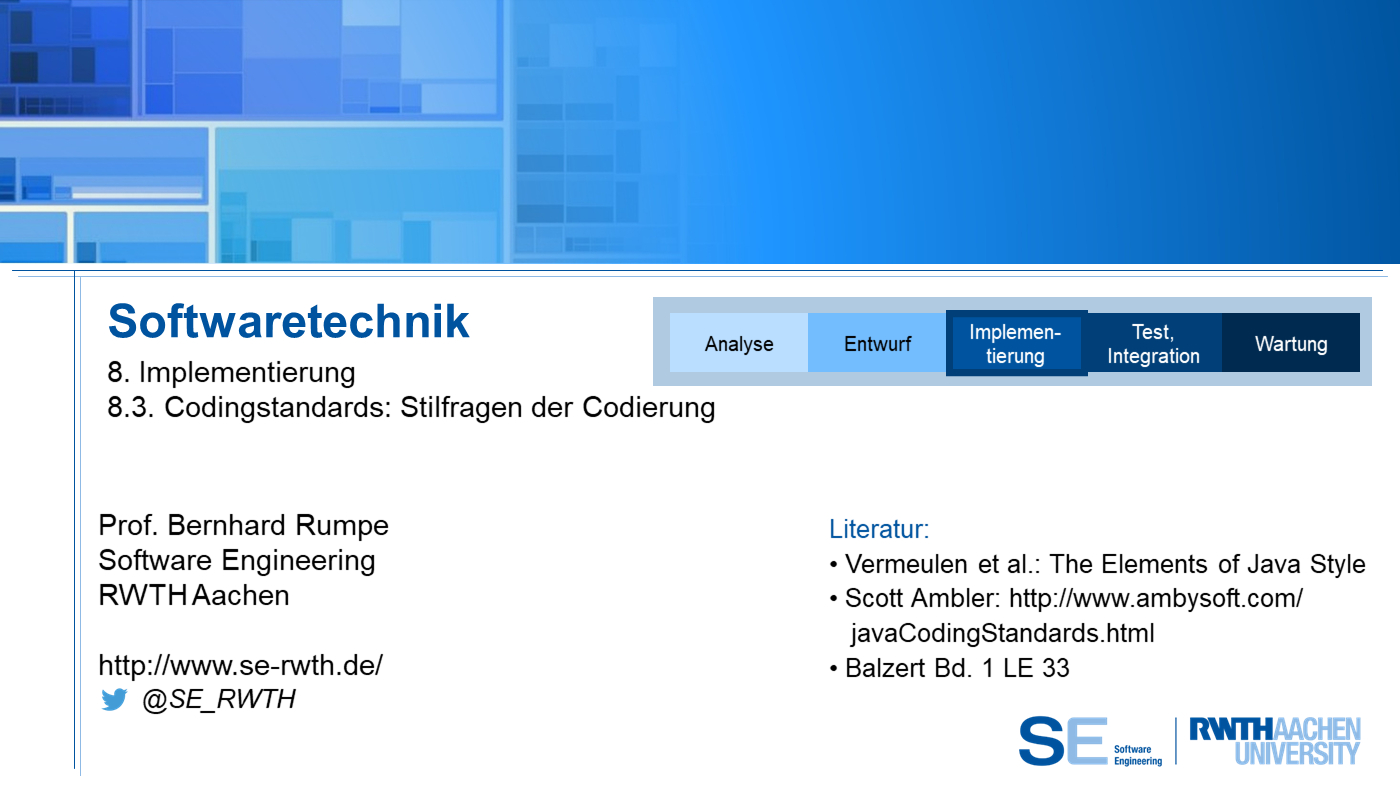 Softwaretechnik
8. Implementierung
8.3. Codingstandards: Stilfragen der Codierung
Analyse
Entwurf
Implemen-
tierung
Test,
Integration
Wartung
Prof. Bernhard Rumpe
Software Engineering
RWTH Aachen
http://www.se-rwth.de/
@SE_RWTH
Literatur:
• Vermeulen et al.: The Elements of Java Style
• Scott Ambler: http://www.ambysoft.com/
javaCodingStandards.html
• Balzert Bd. 1 LE 33
SE Software
Engineering
RWTHAACHEN
UNIVERSITY